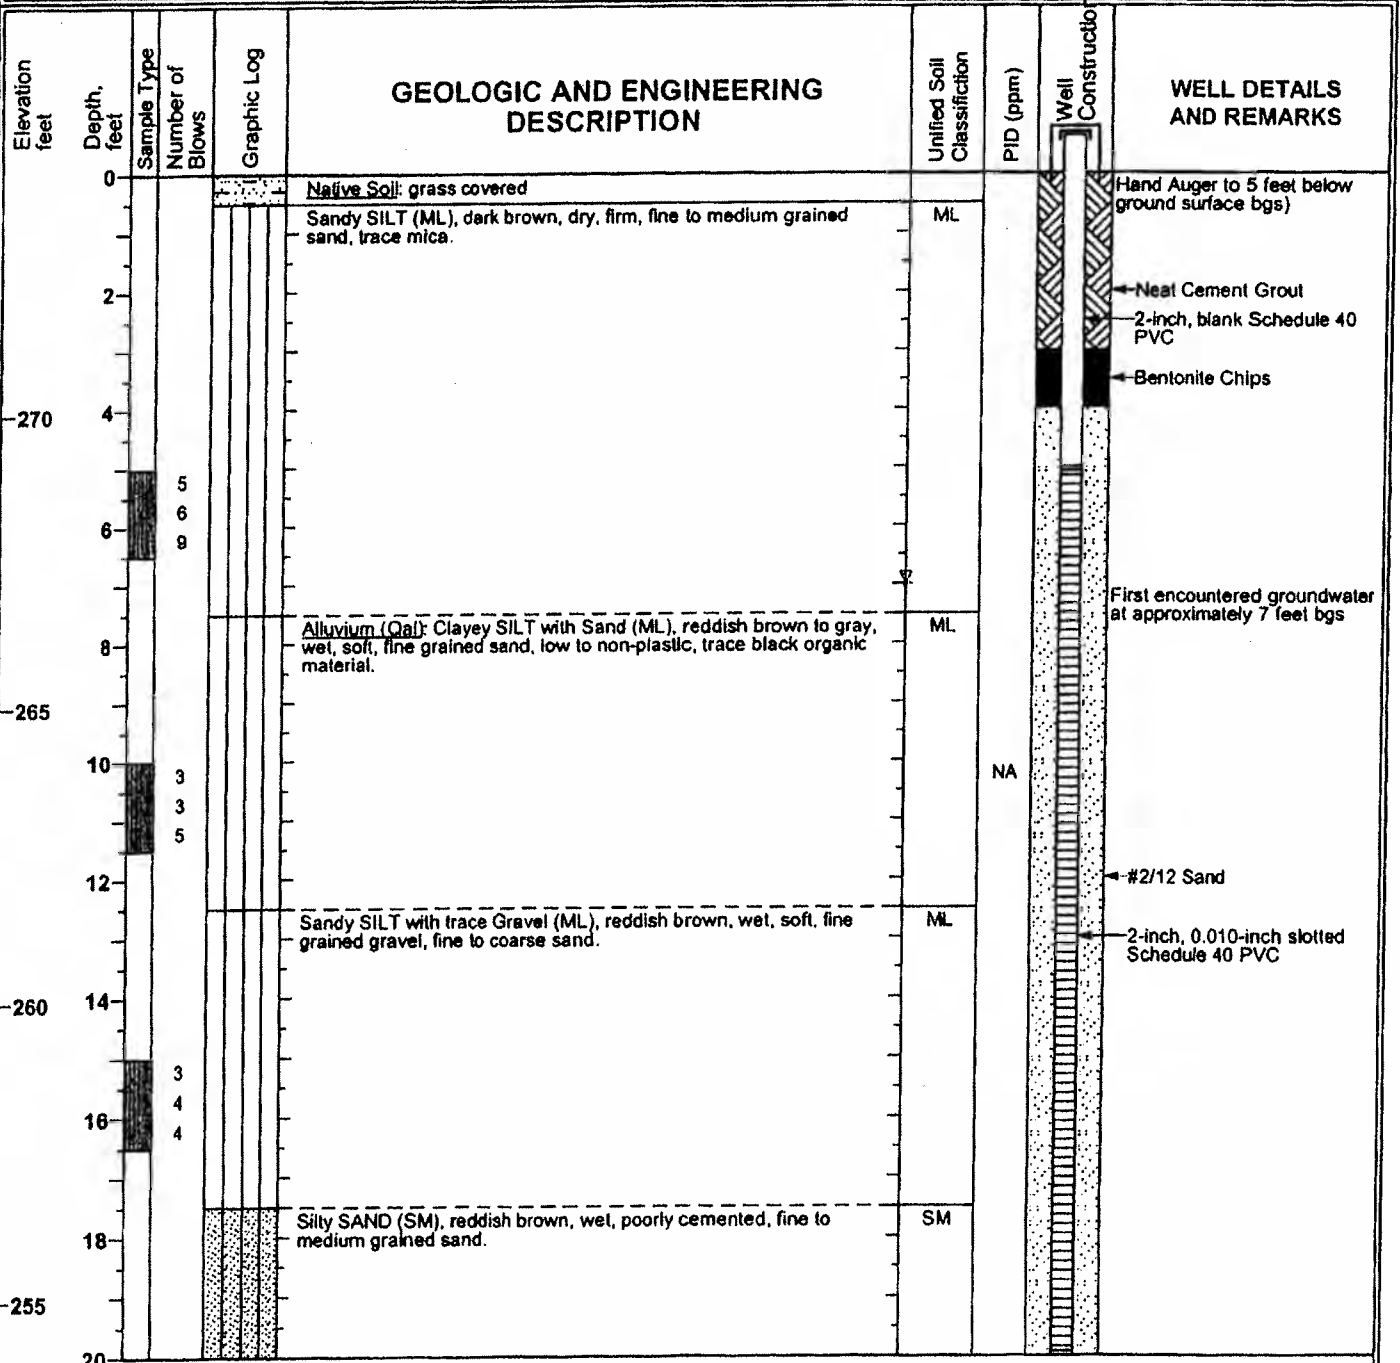 Elevation
feet
Depth,
feet
Sample Type
Number of
Blows
Graphic Log
GEOLOGIC AND ENGINEERING
DESCRIPTION
Unified Soil
Classifiction
PID (ppm)
Well
Construction
WELL DETAILS
AND REMARKS
0
Native Soil: grass covered
Hand Auger to 5 feet below
ground surface bgs)
Sandy SILT (ML), dark brown, dry, firm, fine to medium grained
sand, trace mica.
ML
2
Neat Cement Grout
2-inch, blank Schedule 40
PVC
Bentonite Chips
270
4
5
6
6
9
First encountered groundwater
at approximately 7 feet bgs
Alluvium (Qal): Clayey SILT with Sand (ML), reddish brown to gray,
wet, soft, fine grained sand, low to non-plastic, trace black organic
material.
ML
8
265
10
3
3
5
NA
12
#2/12 Sand
Sandy SILT with trace Gravel (ML), reddish brown, wet, soft, fine
grained gravel, fine to coarse sand.
ML
2-inch, 0.010-inch slotted
Schedule 40 PVC
260
14
3
4
16
4
Silty SAND (SM), reddish brown, wet, poorly cemented, fine to
medium grained sand.
SM
18
255
20